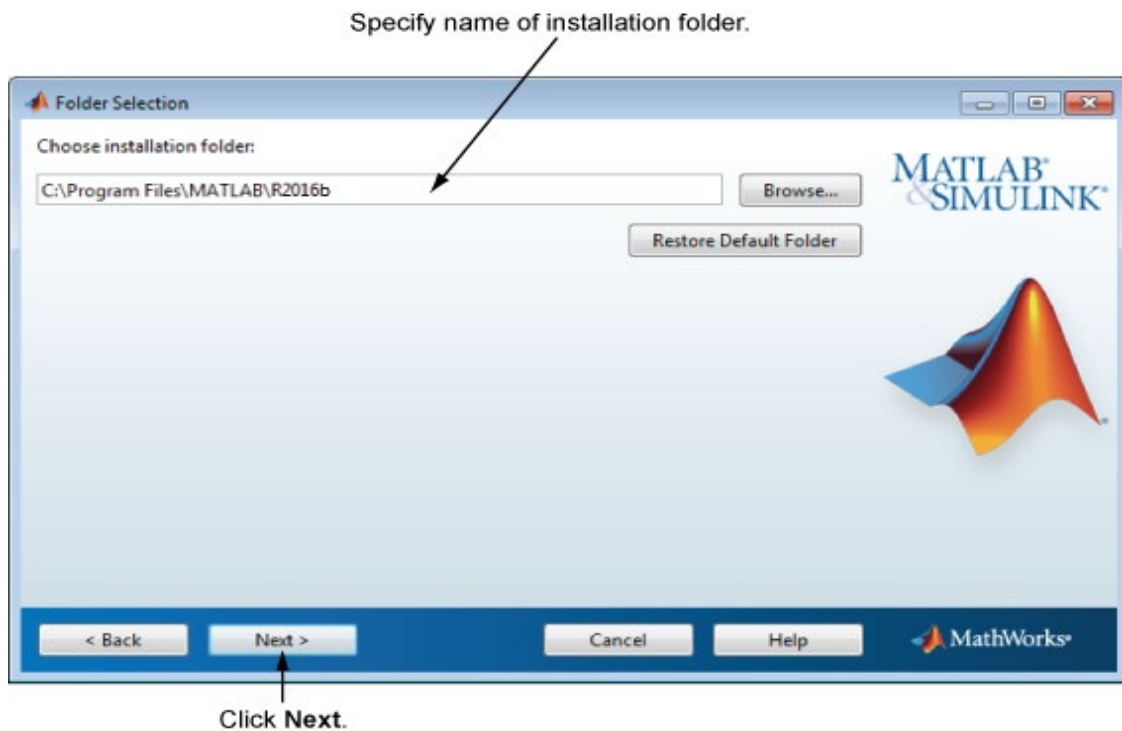 Specify name of installation folder.
Folder Selection
Choose installation folder:
C:\Program Files\MATLAB\R2016b
Browse...
Restore Default Folder
MATLAB®
&SIMULINK®
< Back
Next >
Cancel
Help
MathWorks®
Click Next.